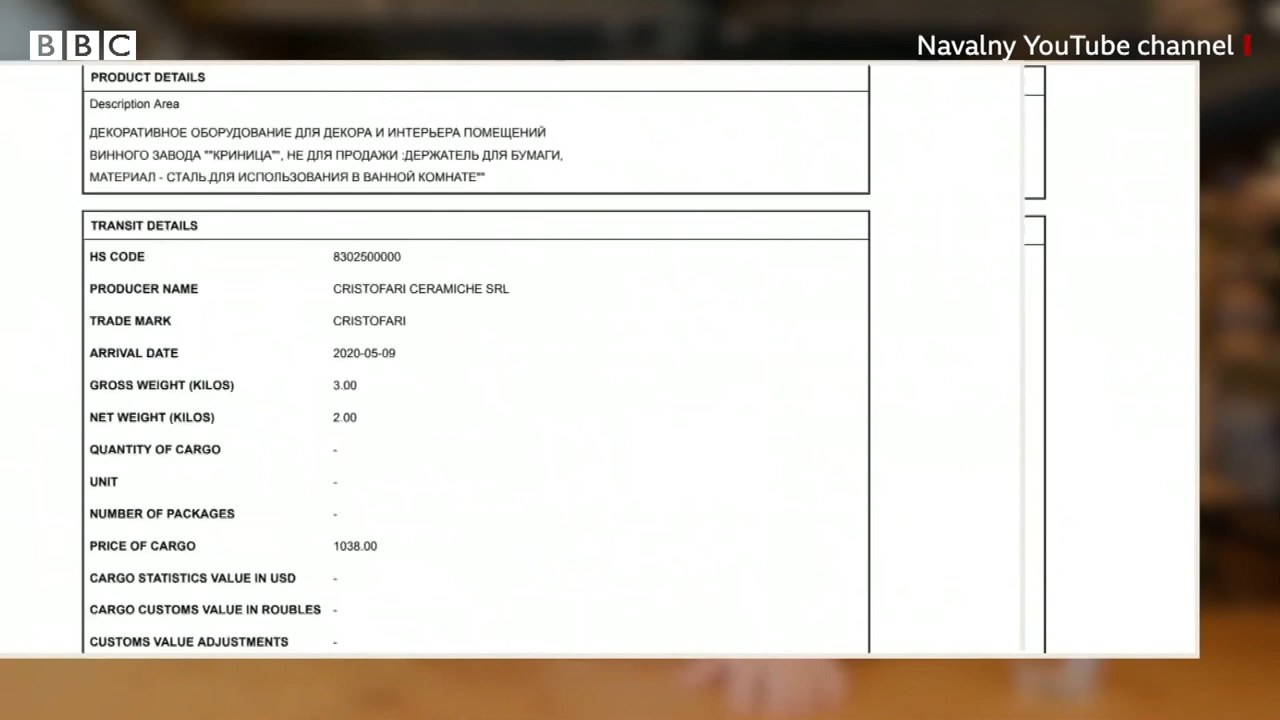 BBC
Navalny YouTube channel
PRODUCT DETAILS
Description Area
ДЕКОРАТИВНОЕ ОБОРУДОВАНИЕ ДЛЯ ДЕКОРА И ИНТЕРЬЕРА ПОМЕЩЕНИЙ
ВИННОГО ЗАВОДА ""КРИНИЦА"", НЕ ДЛЯ ПРОДАЖИ :ДЕРЖАТЕЛЬ ДЛЯ БУМАГИ,
МАТЕРИАЛ - СТАЛЬ.ДЛЯ ИСПОЛЬЗОВАНИЯ В ВАННОЙ КОМНАТЕ""
TRANSIT DETAILS
HS CODE 8302500000
PRODUCER NAME CRISTOFARI CERAMICHE SRL
TRADE MARK CRISTOFARI
ARRIVAL DATE 2020-05-09
GROSS WEIGHT (KILOS) 3.00
NET WEIGHT (KILOS) 2.00
QUANTITY OF CARGO -
UNIT -
NUMBER OF PACKAGES -
PRICE OF CARGO 1038.00
CARGO STATISTICS VALUE IN USD -
CARGO CUSTOMS VALUE IN ROUBLES -
CUSTOMS VALUE ADJUSTMENTS -